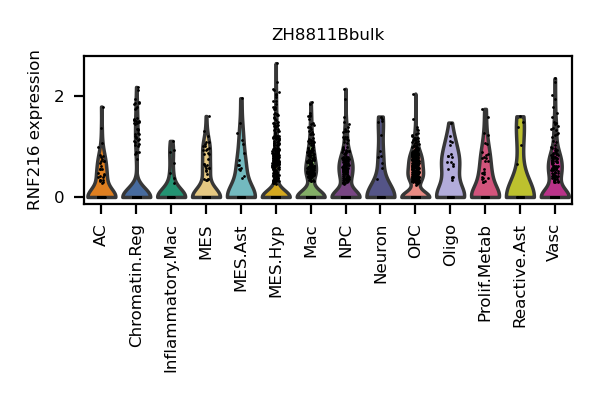 ZH8811Bbulk
RNF216 expression
2
0
AC
Chromatin.Reg
Inflammatory.Mac
MES
MES.Ast
MES.Hyp
Mac
NPC
Neuron
OPC
Oligo
Prolif.Metab
Reactive.Ast
Vasc